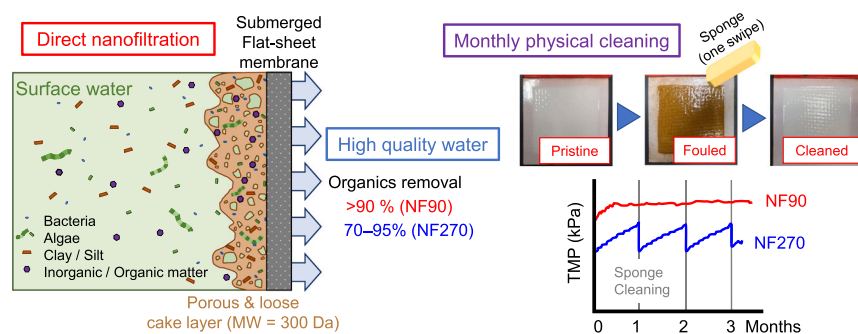 Direct nanofiltration
Submerged
Flat-sheet
membrane
Surface water
Bacteria
Algae
Clay / Silt
Inorganic / Organic matter
Porous & loose
cake layer (MW = 300 Da)
High quality water
Organics removal
>90 % (NF90)
70–95% (NF270)
Monthly physical cleaning
Sponge
(one swipe)
Pristine
Fouled
Cleaned
TMP (kPa)
NF90
NF270
Sponge
Cleaning
0 1 2 3 Months